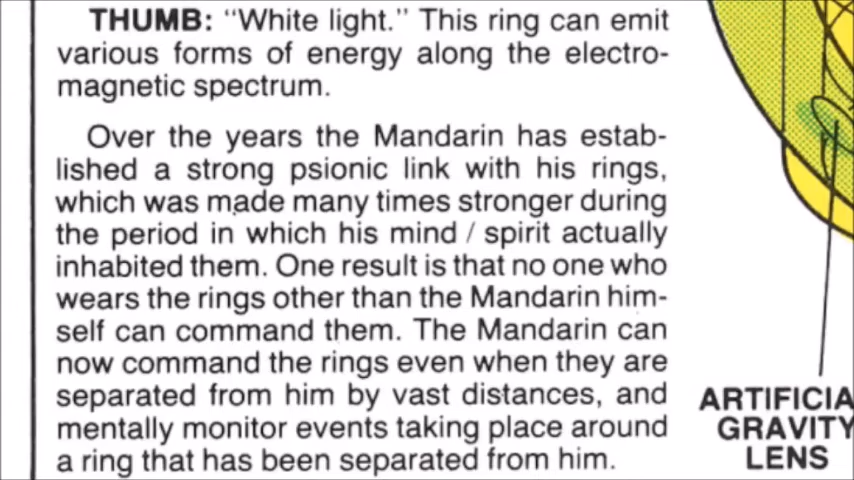 THUMB: “White light.” This ring can emit
various forms of energy along the electro-
magnetic spectrum.
Over the years the Mandarin has estab-
lished a strong psionic link with his rings,
which was made many times stronger during
the period in which his mind / spirit actually
inhabited them. One result is that no one who
wears the rings other than the Mandarin him-
self can command them. The Mandarin can
now command the rings even when they are
separated from him by vast distances, and
mentally monitor events taking place around
a ring that has been separated from him.
ARTIFICIA
GRAVITY
LENS